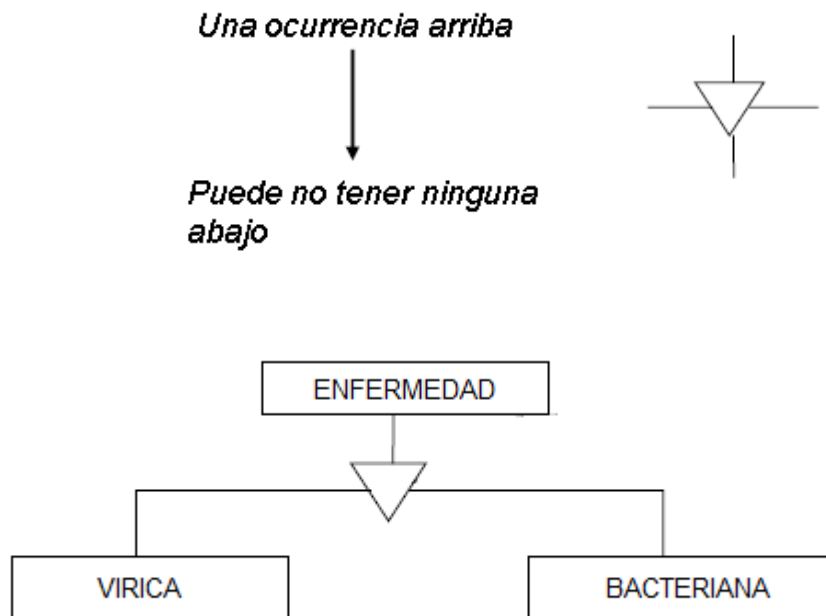 Una ocurrencia arriba
Puede no tener ninguna
abajo
ENFERMEDAD
VIRICA
BACTERIANA